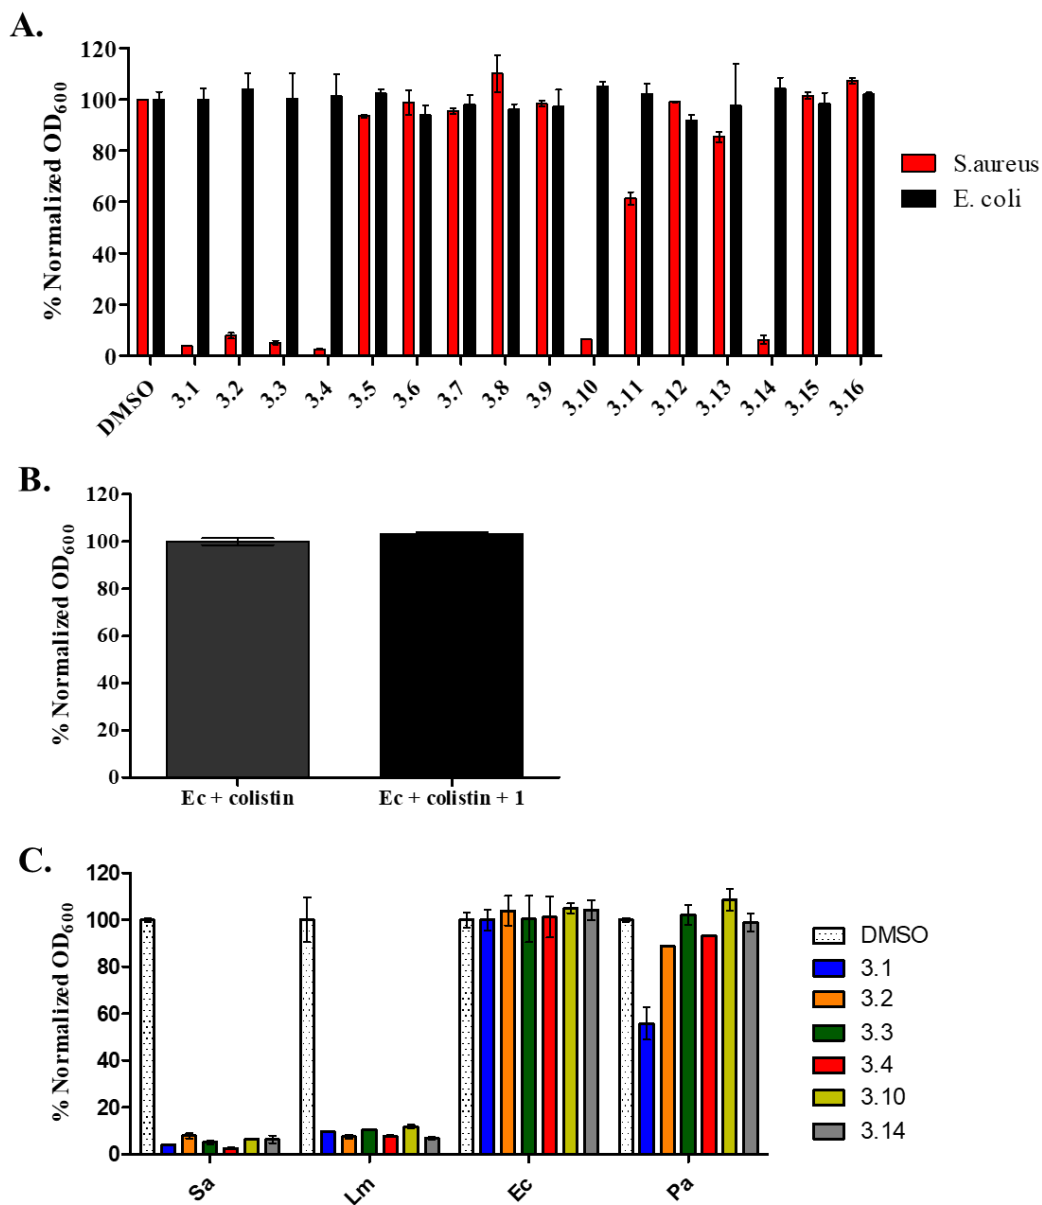 A.
120
100
80
60
40
20
0
% Normalized OD600
DMSO 3.1 3.2 3.3 3.4 3.5 3.6 3.7 3.8 3.9 3.10 3.11 3.12 3.13 3.14 3.15 3.16
S.aureus
E. coli
B.
120
100
80
60
40
20
0
% Normalized OD600
Ec + colistin Ec + colistin + 1
C.
120
100
80
60
40
20
0
% Normalized OD600
Sa Lm Ec Pa
DMSO
3.1
3.2
3.3
3.4
3.10
3.14